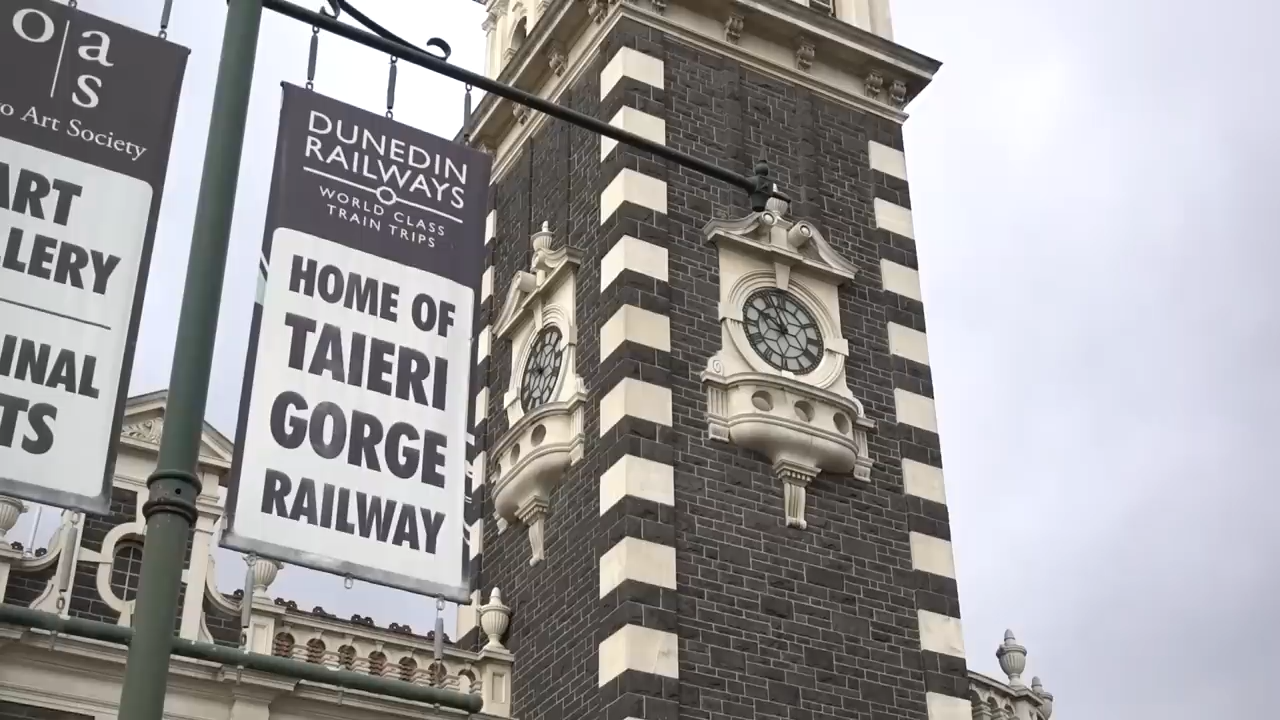 o a
s
o Art Society
ART
LLERY
INAL
TS
DUNEDIN
RAILWAYS
WORLD CLASS
TRAIN TRIPS
HOME OF
TAIERI
GORGE
RAILWAY